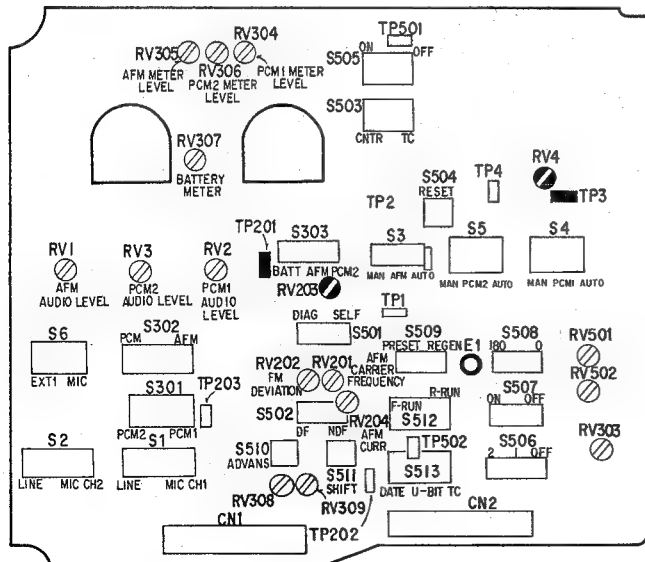 TP501
RV304
RV305
ON
OFF
S505
RV306
AFM METER
LEVEL
PCM2 METER
LEVEL
PCM1 METER
LEVEL
S503
CNTR TC
RV307
BATTERY
METER
S504
RESET
TP4
RV4
TP3
TP2
TP201
S303
S3
S5
S4
BATT AFM PCM2
MAN AFM AUTO
MAN PCM2 AUTO
MAN PCM1 AUTO
RV1
AFM
AUDIO LEVEL
RV3
PCM2
AUDIO LEVEL
RV2
PCM1
AUDIO
LEVEL
RV203
TP1
DIAG SELF
S501
S6
EXT1 MIC
S302
PCM AFM
S509
PRESET REGEN
E1
S508
180 0
RV501
RV502
RV202
FM
DEVIATION
RV201
AFM
CARRIER
FREQUENCY
S301
PCM2 PCM1
TP203
S502
DF NDF
RV204
AFM
CURR
R-RUN
F-RUN
S512
S507
ON OFF
RV303
S2
LINE MIC CH2
S1
LINE MIC CH1
S510
ADVANS
S511
SHIFT
TP502
S513
DATE U-BIT TC
S506
2 1 OFF
RV308
RV309
TP202
CN1
CN2